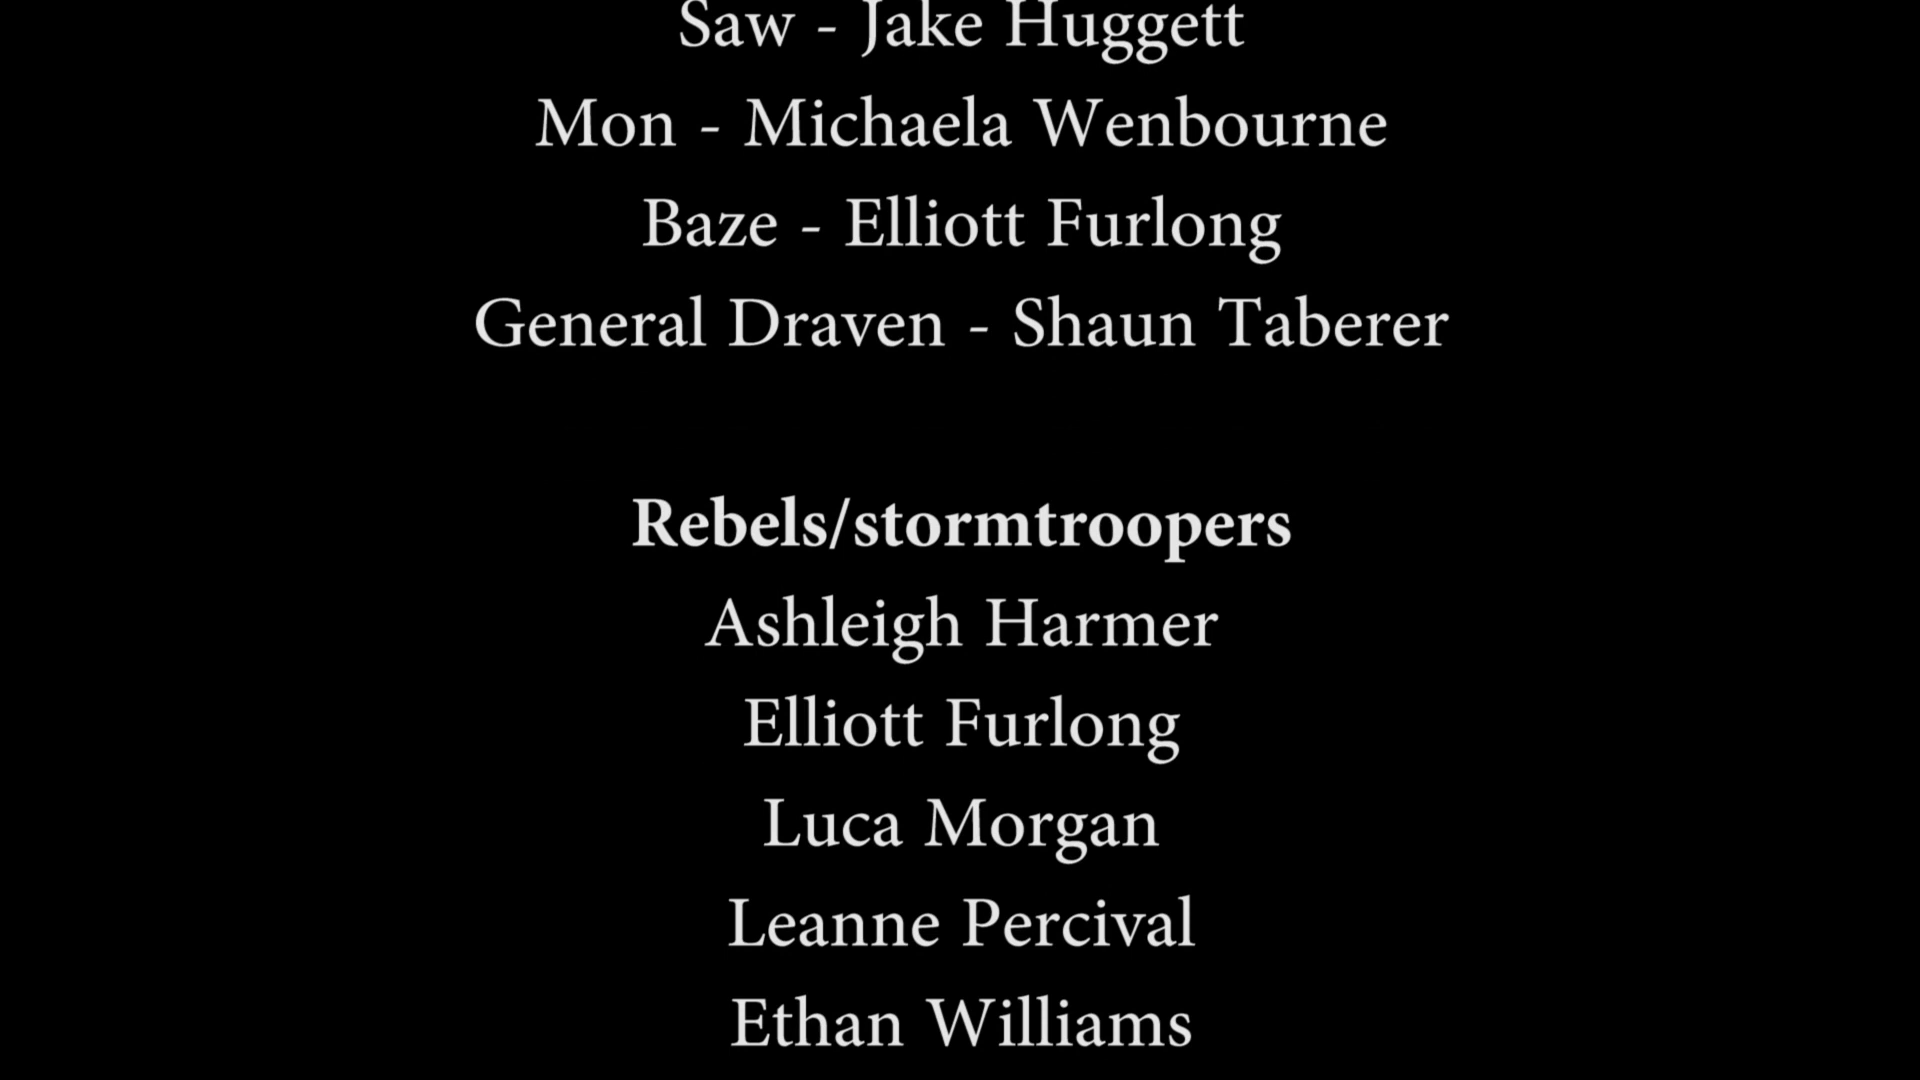 Saw - Jake Huggett
Mon - Michaela Wenbourne
Baze - Elliott Furlong
General Draven - Shaun Taberer
Rebels/stormtroopers
Ashleigh Harmer
Elliott Furlong
Luca Morgan
Leanne Percival
Ethan Williams